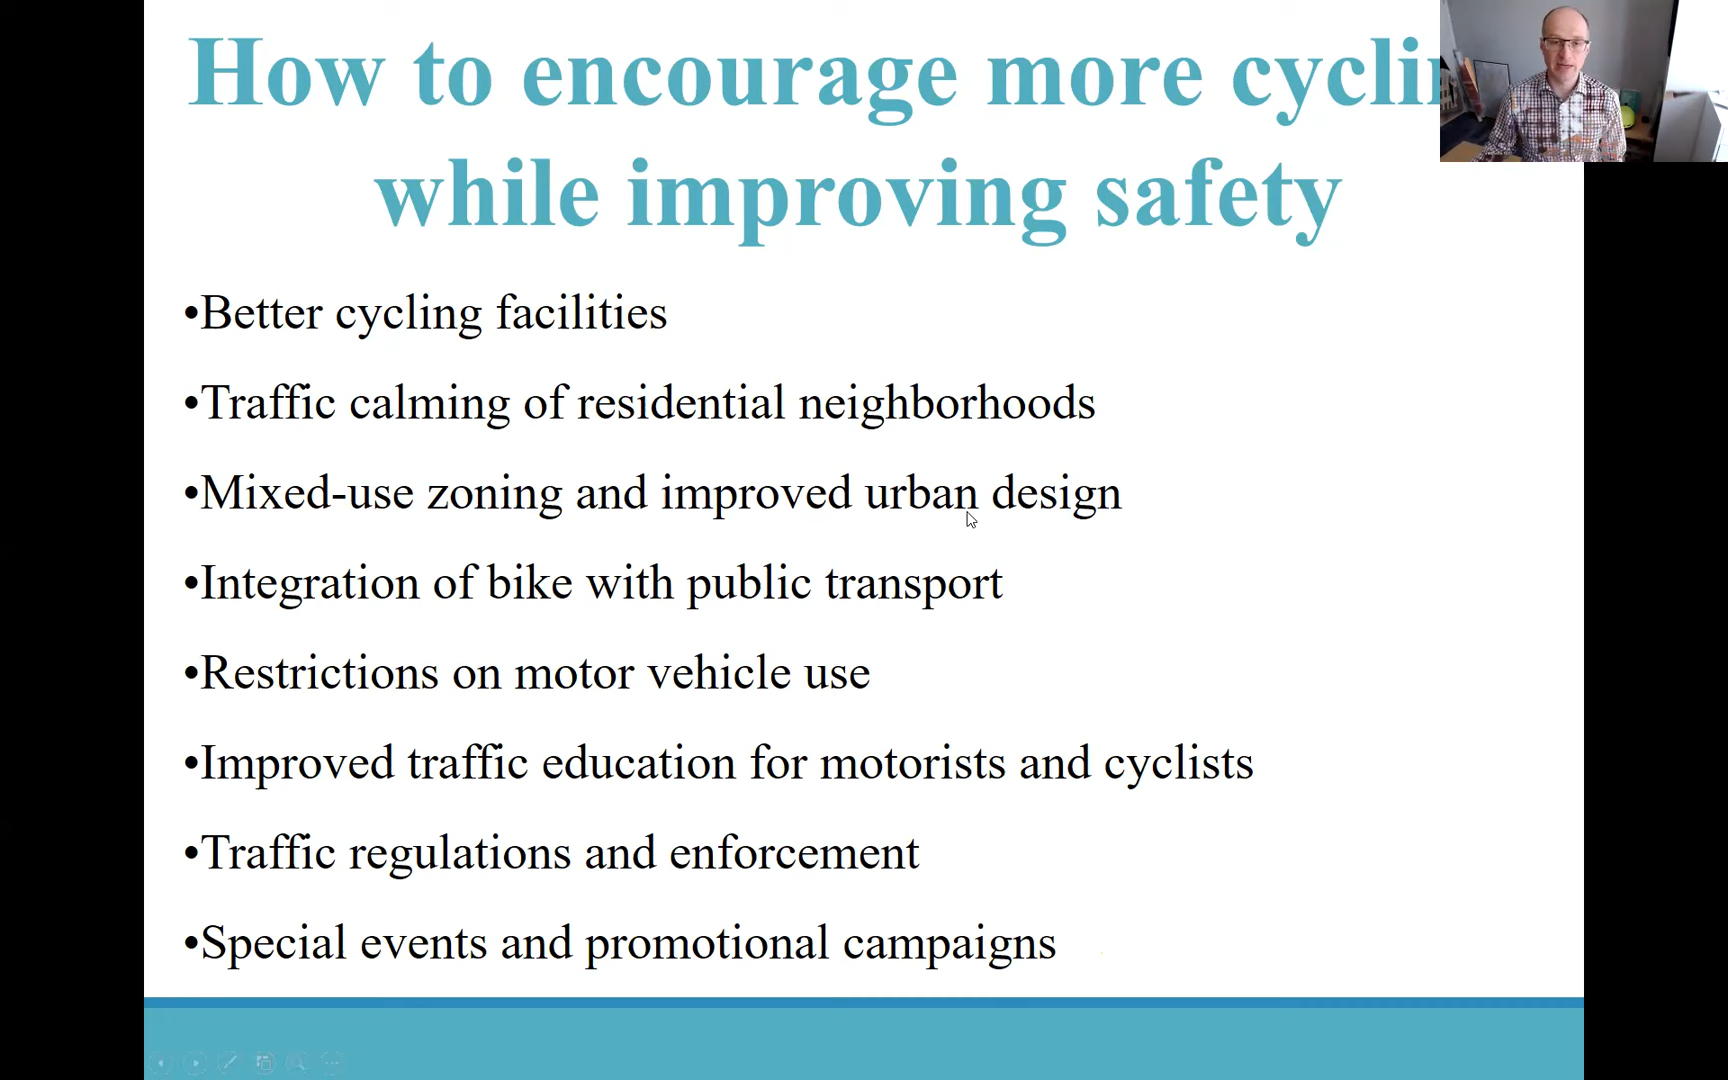 How to encourage more cyclin
while improving safety
•Better cycling facilities
•Traffic calming of residential neighborhoods
•Mixed-use zoning and improved urban design
•Integration of bike with public transport
•Restrictions on motor vehicle use
•Improved traffic education for motorists and cyclists
•Traffic regulations and enforcement
•Special events and promotional campaigns